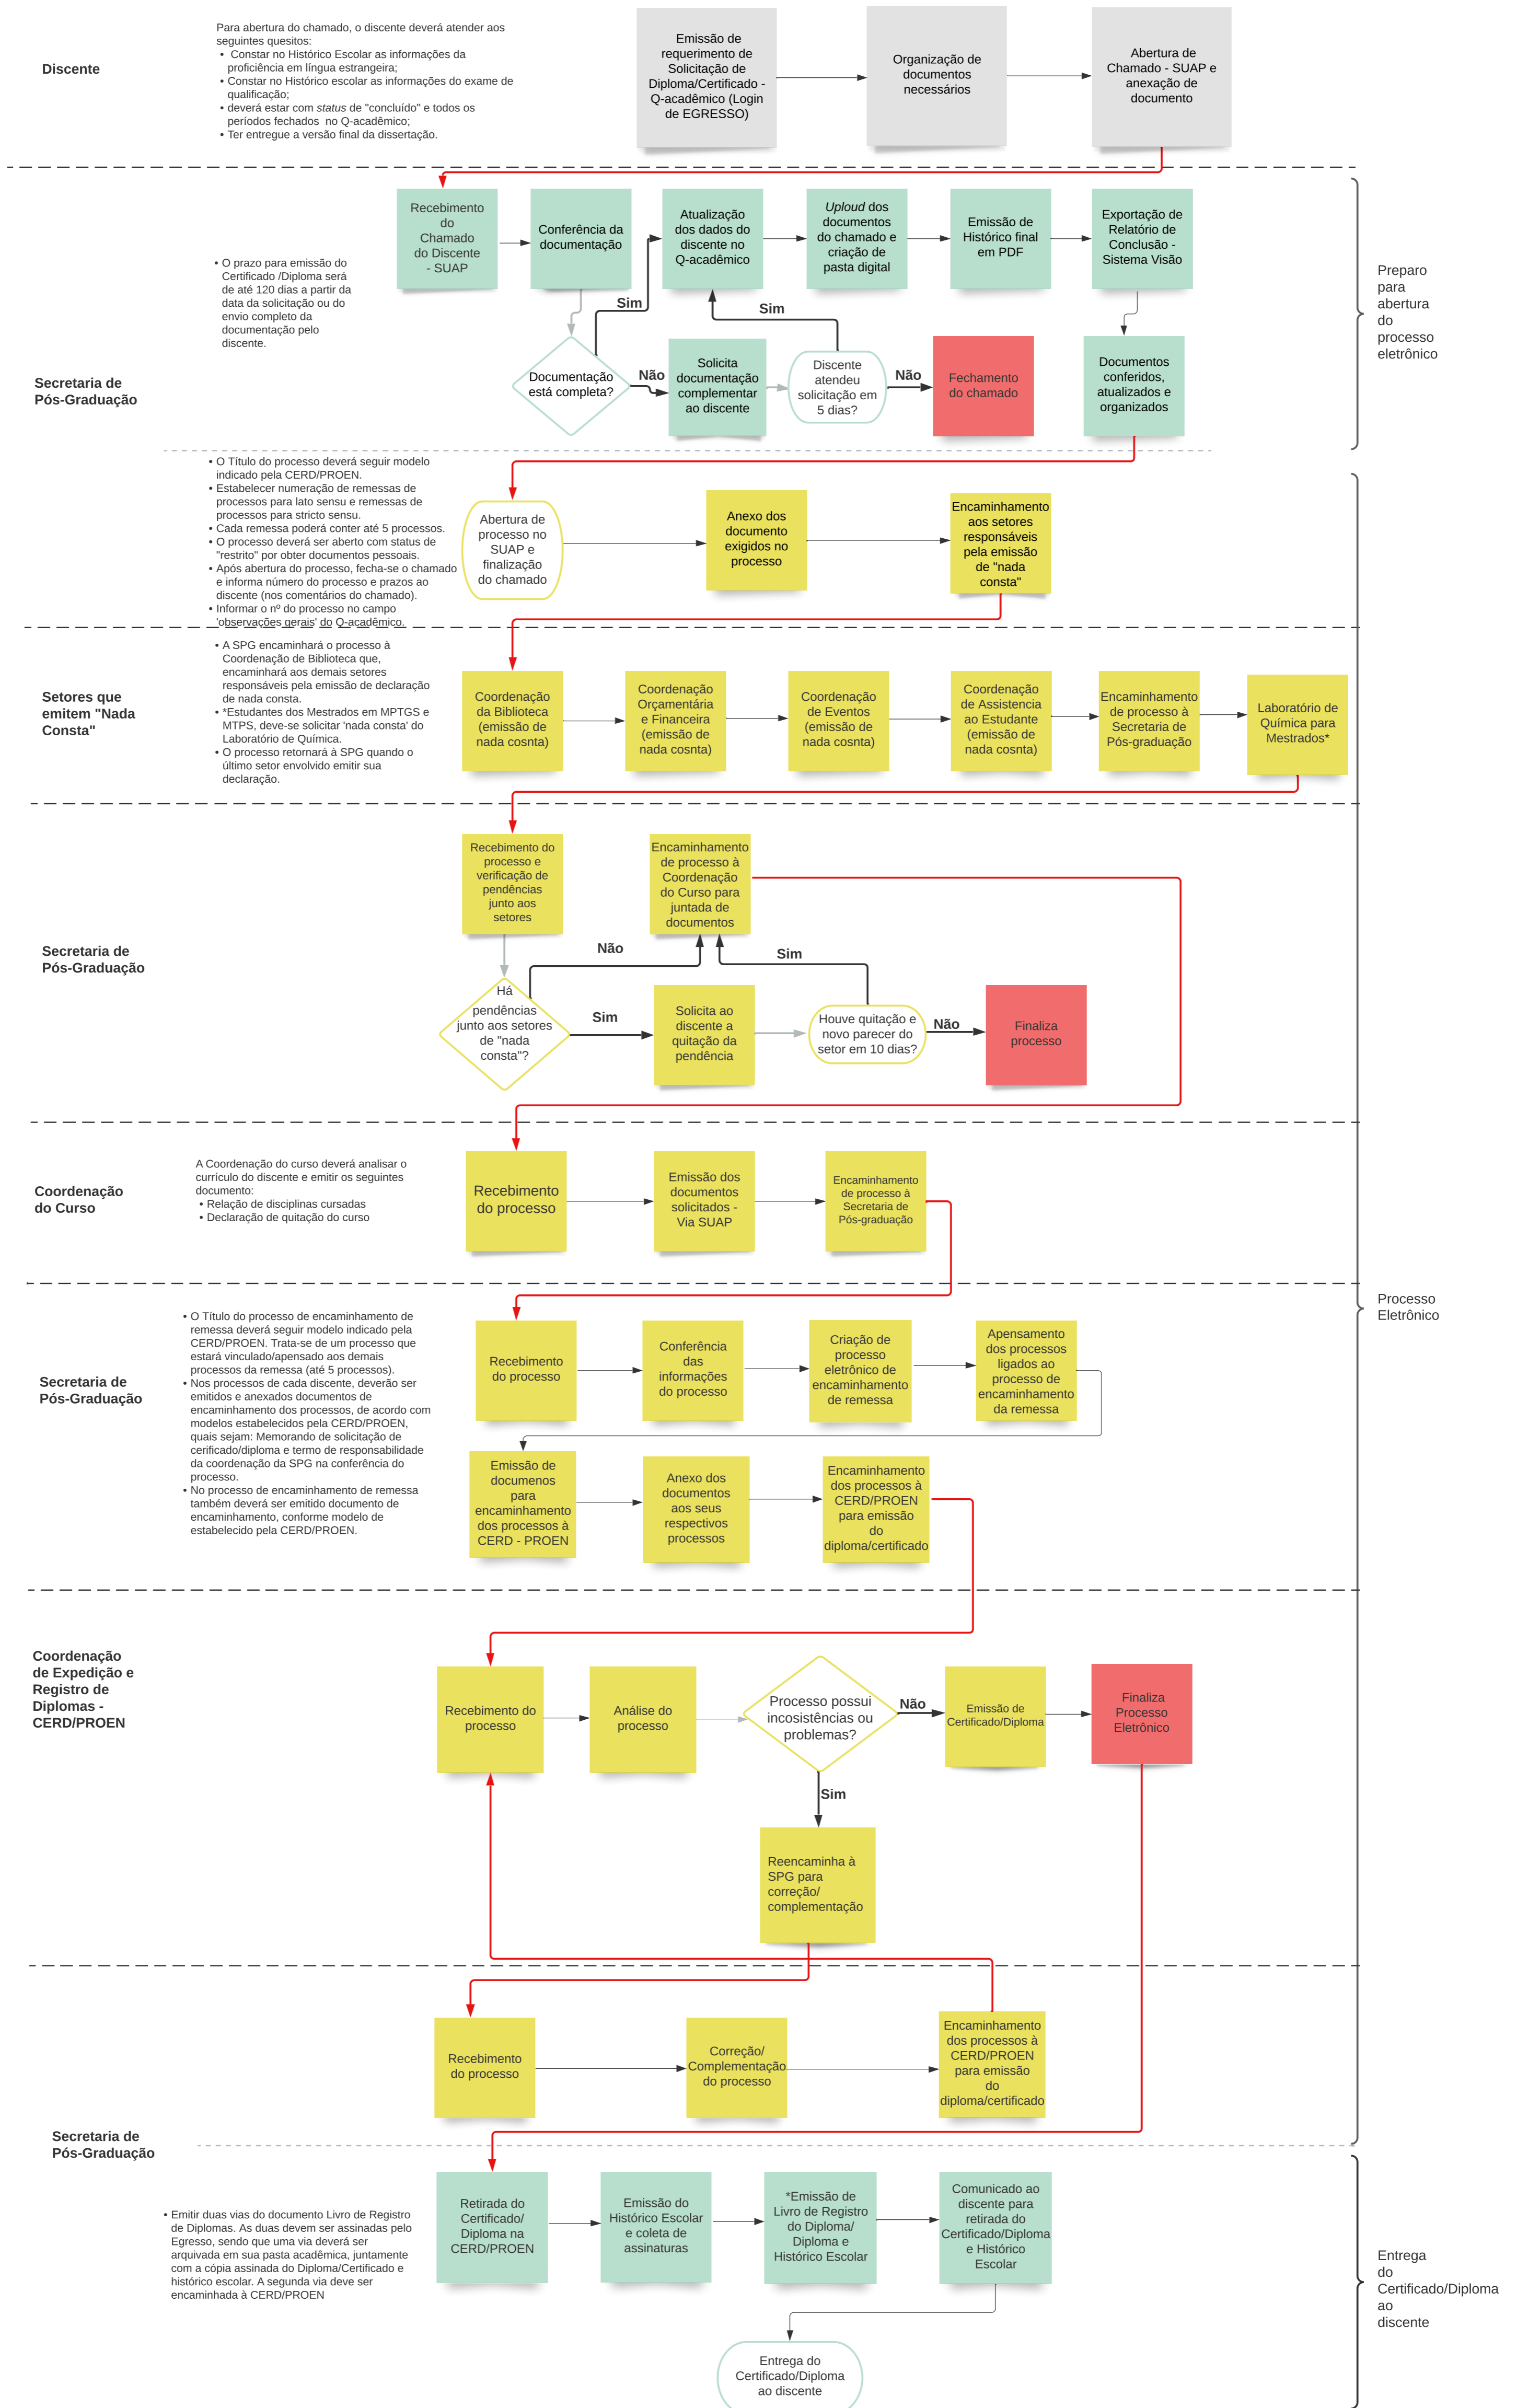 Discente
Para abertura do chamado, o discente deverá atender aos
seguintes quesitos:
• Constar no Histórico Escolar as informações da
proficiência em língua estrangeira;
• Constar no Histórico escolar as informações do exame de
qualificação;
• deverá estar com status de "concluído" e todos os
períodos fechados no Q-acadêmico;
• Ter entregue a versão final da dissertação.
Emissão de
requerimento de
Solicitação de
Diploma/Certificado -
Q-acadêmico (Login
de EGRESSO)
Organização de
documentos
necessários
Abertura de
Chamado - SUAP e
anexação de
documento
Secretaria de
Pós-Graduação
• O prazo para emissão do
Certificado /Diploma será
de até 120 dias a partir da
data da solicitação ou do
envio completo da
documentação pelo
discente.
Recebimento
do
Chamado
do Discente
- SUAP
Conferência da
documentação
Atualização
dos dados do
discente no
Q-acadêmico
Uploud dos
documentos
do chamado e
criação de
pasta digital
Emissão de
Histórico final
em PDF
Exportação de
Relatório de
Conclusão -
Sistema Visão
Sim
Sim
Documentação
está completa?
Não
Solicita
documentação
complementar
ao discente
Discente
atendeu
solicitação em
5 dias?
Não
Fechamento
do chamado
Documentos
conferidos,
atualizados e
organizados
Preparo
para
abertura
do
processo
eletrônico
• O Título do processo deverá seguir modelo
indicado pela CERD/PROEN.
• Estabelecer numeração de remessas de
processos para lato sensu e remessas de
processos para stricto sensu.
• Cada remessa poderá conter até 5 processos.
• O processo deverá ser aberto com status de
"restrito" por obter documentos pessoais.
• Após abertura do processo, fecha-se o chamado
e informa número do processo e prazos ao
discente (nos comentários do chamado).
• Informar o nº do processo no campo
'observações gerais' do Q-acadêmico.
Abertura de
processo no
SUAP e
finalização
do chamado
Anexo dos
documento
exigidos no
processo
Encaminhamento
aos setores
responsáveis
pela emissão
de "nada
consta"
Setores que
emitem "Nada
Consta"
• A SPG encaminhará o processo à
Coordenação de Biblioteca que,
encaminhará aos demais setores
responsáveis pela emissão de declaração
de nada consta.
• *Estudantes dos Mestrados em MPTGS e
MTPS, deve-se solicitar 'nada consta' do
Laboratório de Química.
• O processo retornará à SPG quando o
último setor envolvido emitir sua
declaração.
Coordenação
da Biblioteca
(emissão de
nada cosnta)
Coordenação
Orçamentária
e Financeira
(emissão de
nada cosnta)
Coordenação
de Eventos
(emissão de
nada cosnta)
Coordenação
de Assistencia
ao Estudante
(emissão de
nada cosnta)
Encaminhamento
de processo à
Secretaria de
Pós-graduação
Laboratório de
Química para
Mestrados*
Secretaria de
Pós-Graduação
Recebimento do
processo e
verificação de
pendências
junto aos
setores
Encaminhamento
de processo à
Coordenação
do Curso para
juntada de
documentos
Não
Sim
Há
pendências
junto aos setores
de "nada
consta"?
Sim
Solicita ao
discente a
quitação da
pendência
Houve quitação e
novo parecer do
setor em 10 dias?
Não
Finaliza
processo
Coordenação
do Curso
A Coordenação do curso deverá analisar o
currículo do discente e emitir os seguintes
documento:
• Relação de disciplinas cursadas
• Declaração de quitação do curso
Recebimento
do processo
Emissão dos
documentos
solicitados -
Via SUAP
Encaminhamento
de processo à
Secretaria de
Pós-graduação
Processo
Eletrônico
Secretaria de
Pós-Graduação
• O Título do processo de encaminhamento de
remessa deverá seguir modelo indicado pela
CERD/PROEN. Trata-se de um processo que
estará vinculado/apensado aos demais
processos da remessa (até 5 processos).
• Nos processos de cada discente, deverão ser
emitidos e anexados documentos de
encaminhamento dos processos, de acordo com
modelos estabelecidos pela CERD/PROEN,
quais sejam: Memorando de solicitação de
cerificado/diploma e termo de responsabilidade
da coordenação da SPG na conferência do
processo.
• No processo de encaminhamento de remessa
também deverá ser emitido documento de
encaminhamento, conforme modelo de
estabelecido pela CERD/PROEN.
Recebimento
do processo
Conferência
das
informações
do processo
Criação de
processo
eletrônico de
encaminhamento
de remessa
Apensamento
dos processos
ligados ao
processo de
encaminhamento
da remessa
Emissão de
documenos
para
encaminhamento
dos processos à
CERD - PROEN
Anexo dos
documentos
aos seus
respectivos
processos
Encaminhamento
dos processos à
CERD/PROEN
para emissão
do
diploma/certificado
Coordenação
de Expedição e
Registro de
Diplomas -
CERD/PROEN
Recebimento do
processo
Análise do
processo
Processo possui
incosistências ou
problemas?
Não
Emissão de
Certificado/Diploma
Finaliza
Processo
Eletrônico
Sim
Reencaminha à
SPG para
correção/
complementação
Recebimento
do processo
Correção/
Complementação
do processo
Encaminhamento
dos processos à
CERD/PROEN
para emissão
do
diploma/certificado
Secretaria de
Pós-Graduação
• Emitir duas vias do documento Livro de Registro
de Diplomas. As duas devem ser assinadas pelo
Egresso, sendo que uma via deverá ser
arquivada em sua pasta acadêmica, juntamente
com a cópia assinada do Diploma/Certificado e
histórico escolar. A segunda via deve ser
encaminhada à CERD/PROEN
Retirada do
Certificado/
Diploma na
CERD/PROEN
Emissão do
Histórico Escolar
e coleta de
assinaturas
*Emissão de
Livro de Registro
do Diploma/
Diploma e
Histórico Escolar
Comunicado ao
discente para
retirada do
Certificado/Diploma
e Histórico
Escolar
Entrega
do
Certificado/Diploma
ao
discente
Entrega do
Certificado/Diploma
ao discente